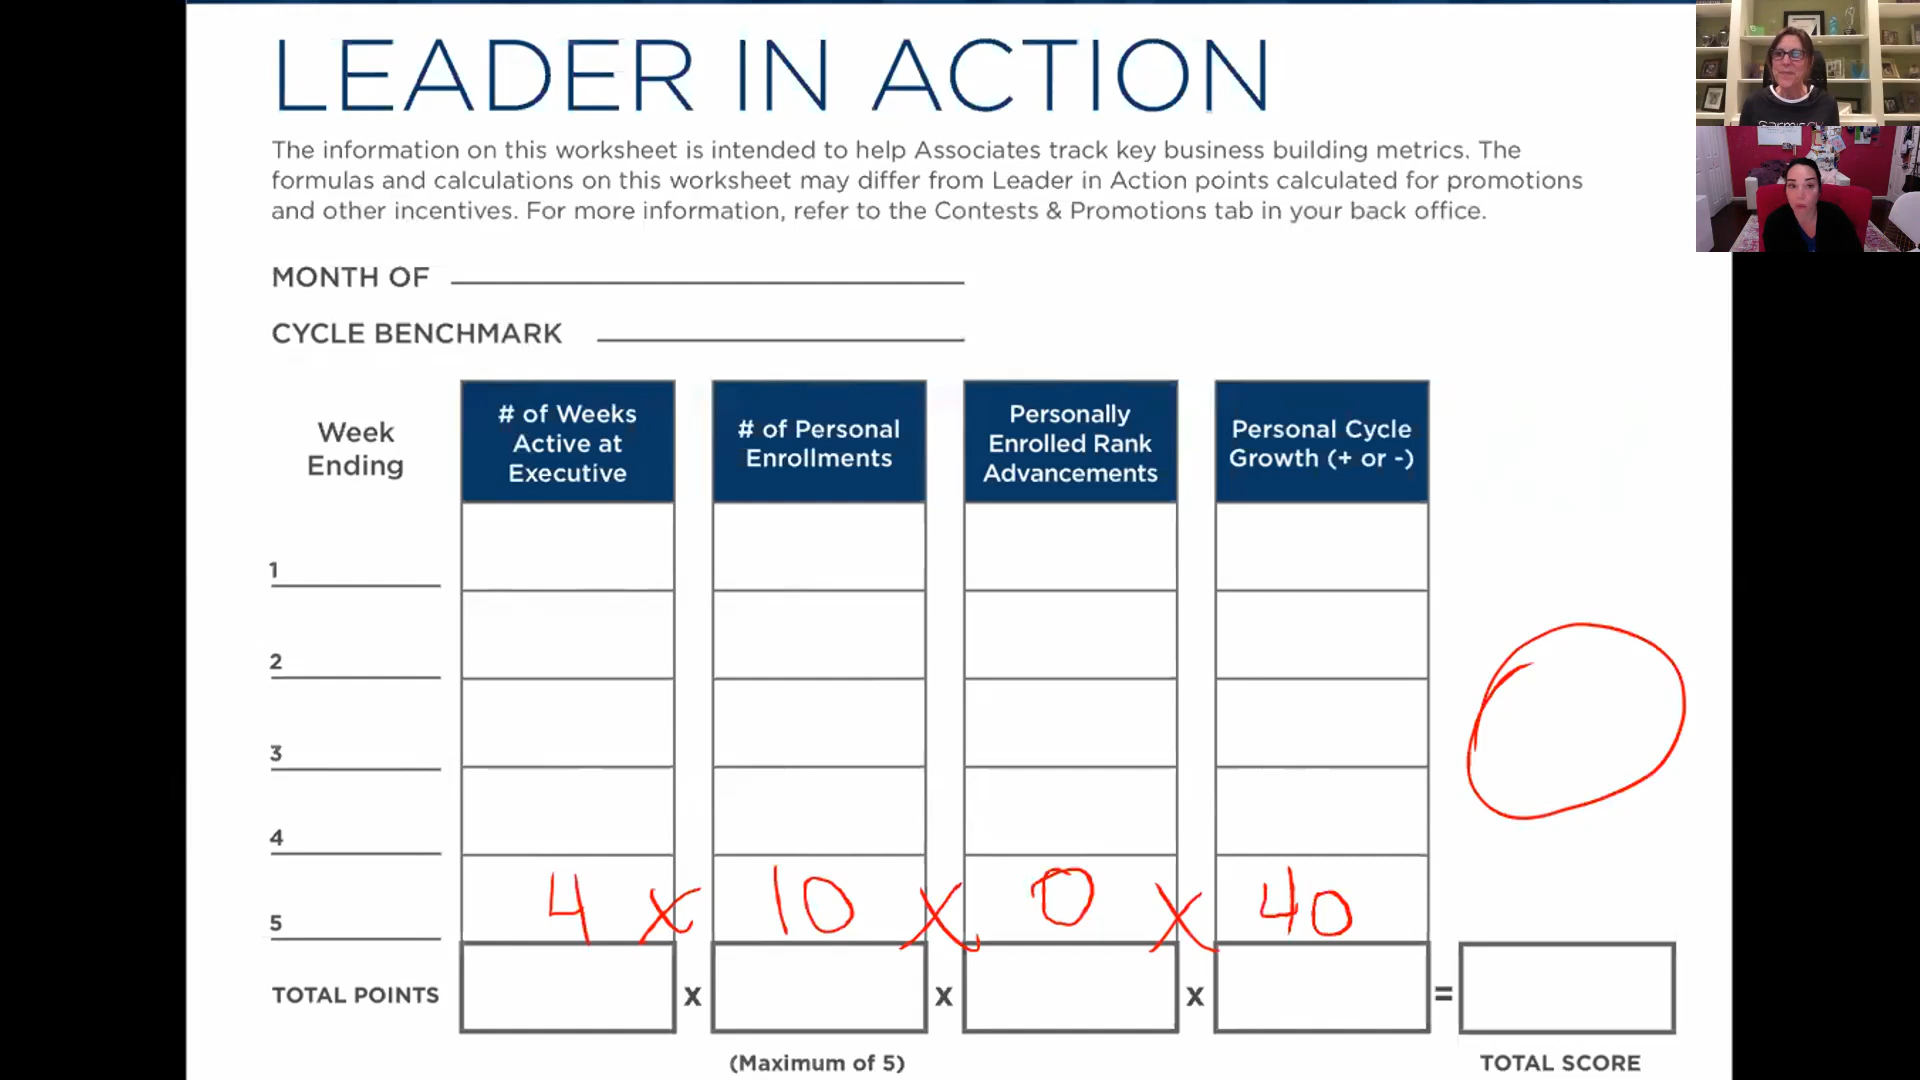 LEADER IN ACTION
The information on this worksheet is intended to help Associates track key business building metrics. The
formulas and calculations on this worksheet may differ from Leader in Action points calculated for promotions
and other incentives. For more information, refer to the Contests & Promotions tab in your back office.
MONTH OF
CYCLE BENCHMARK
Week
Ending
# of Weeks
Active at
Executive
# of Personal
Enrollments
Personally
Enrolled Rank
Advancements
Personal Cycle
Growth (+ or -)
1
2
3
4
5
4 x 10 x 0 x 40
TOTAL POINTS x x x =
(Maximum of 5)
TOTAL SCORE